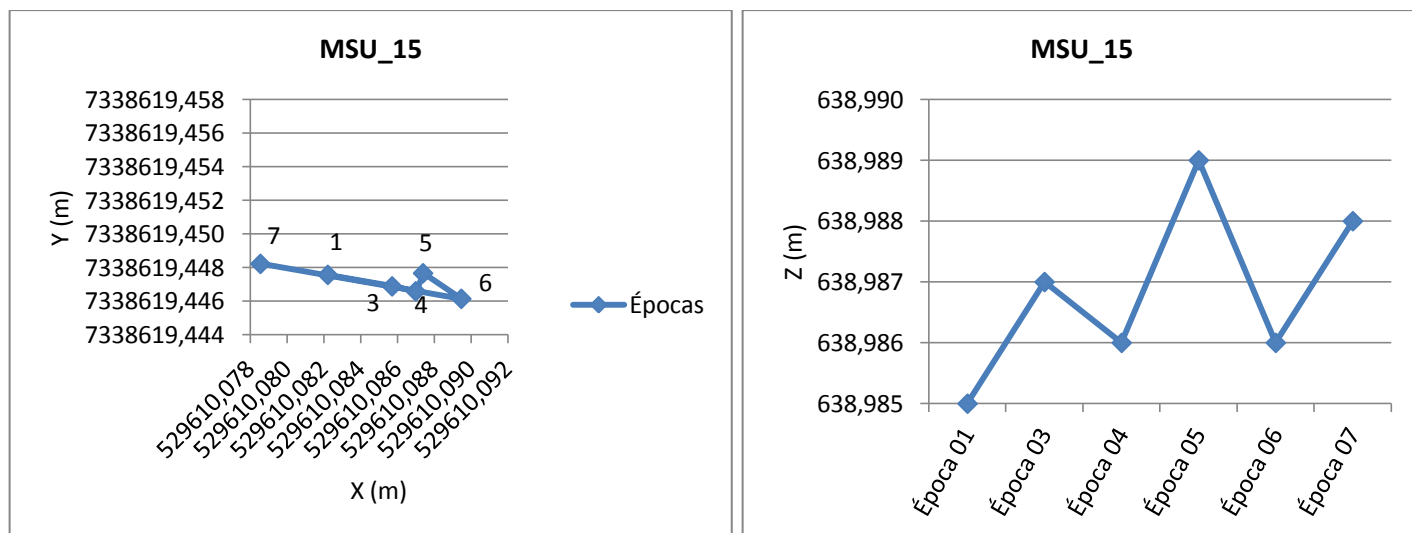 MSU_15
7338619,458
7338619,456
7338619,454
7338619,452
7338619,450
7338619,448
7338619,446
7338619,444
Y (m)
7
1
5
3
4
6
Épocas
529610,078
529610,080
529610,082
529610,084
529610,086
529610,088
529610,090
529610,092
X (m)
MSU_15
638,990
638,989
638,988
638,987
638,986
638,985
Z (m)
Época 01
Época 03
Época 04
Época 05
Época 06
Época 07